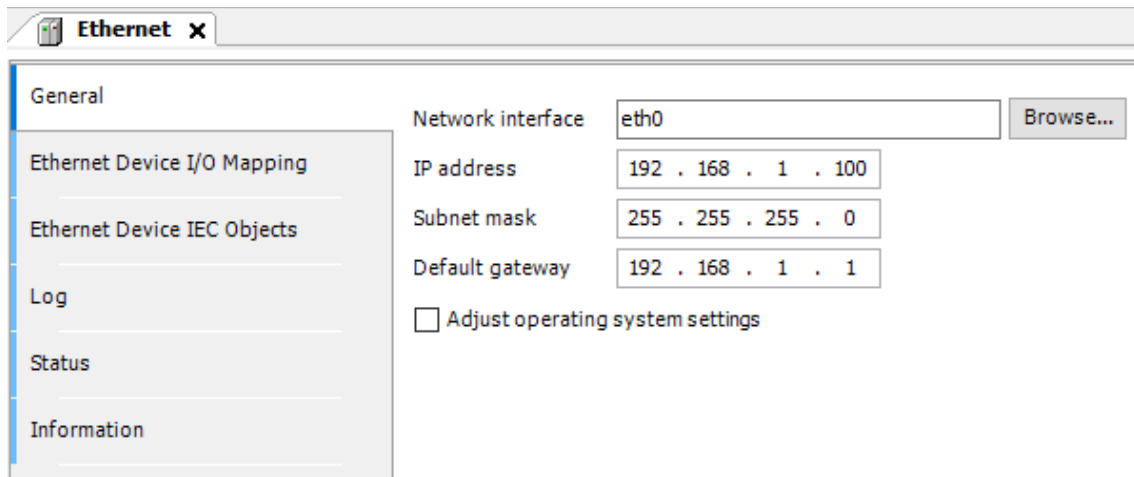 Ethernet
General
Network interface eth0 Browse...
Ethernet Device I/O Mapping
IP address 192 . 168 . 1 . 100
Ethernet Device IEC Objects
Subnet mask 255 . 255 . 255 . 0
Default gateway 192 . 168 . 1 . 1
Log
Adjust operating system settings
Status
Information